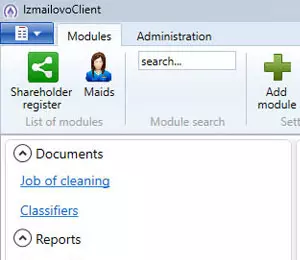 IzmailovoClient
Modules Administration
search...
Shareholder register Maids
Add module
List of modules Module search
Documents
Job of cleaning
Classifiers
Reports